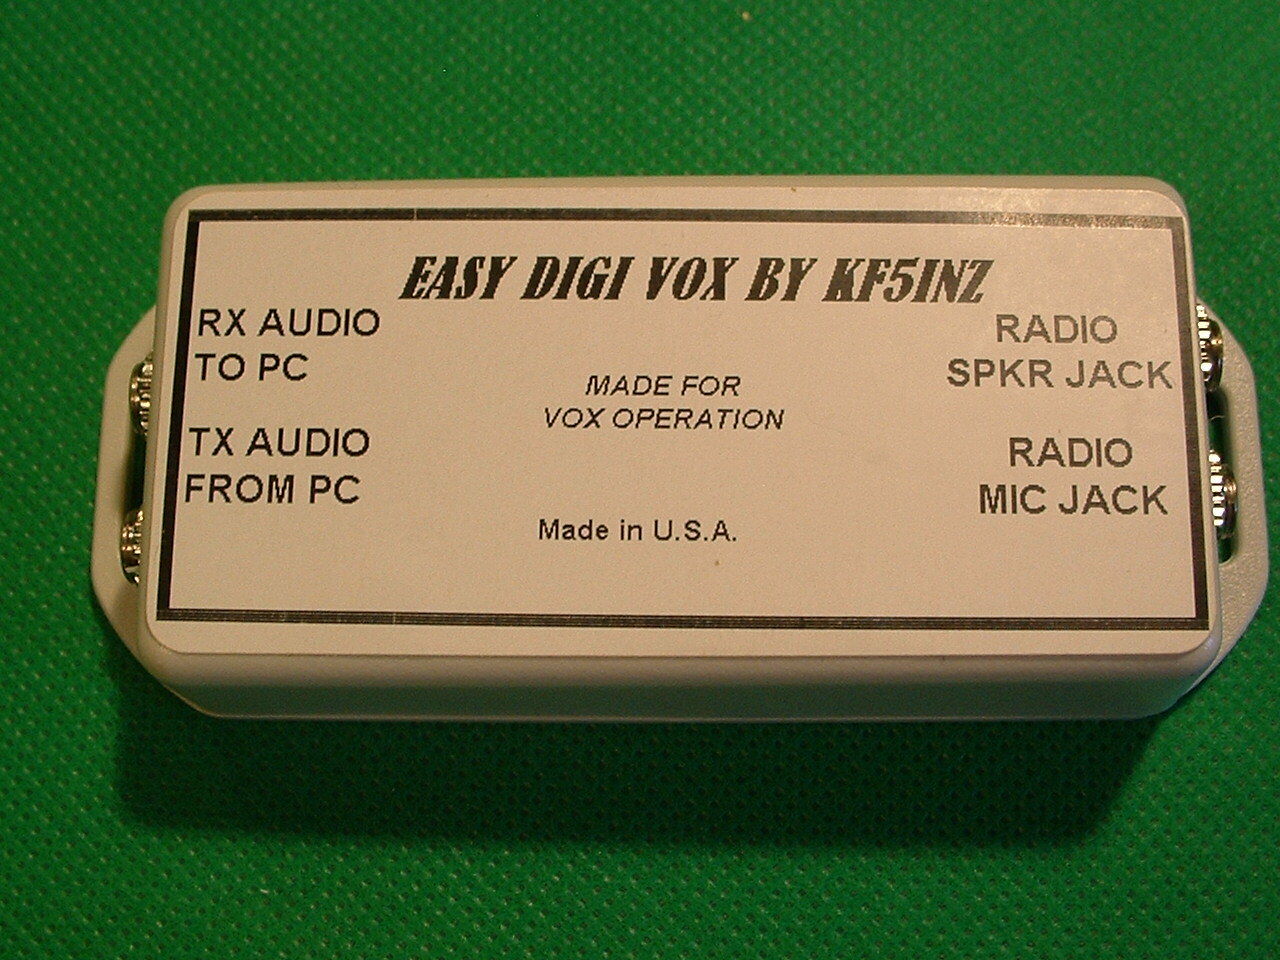 EASY DIGI VOX BY KF5INZ
RX AUDIO
TO PC
TX AUDIO
FROM PC
MADE FOR
VOX OPERATION
Made in U.S.A.
RADIO
SPKR JACK
RADIO
MIC JACK